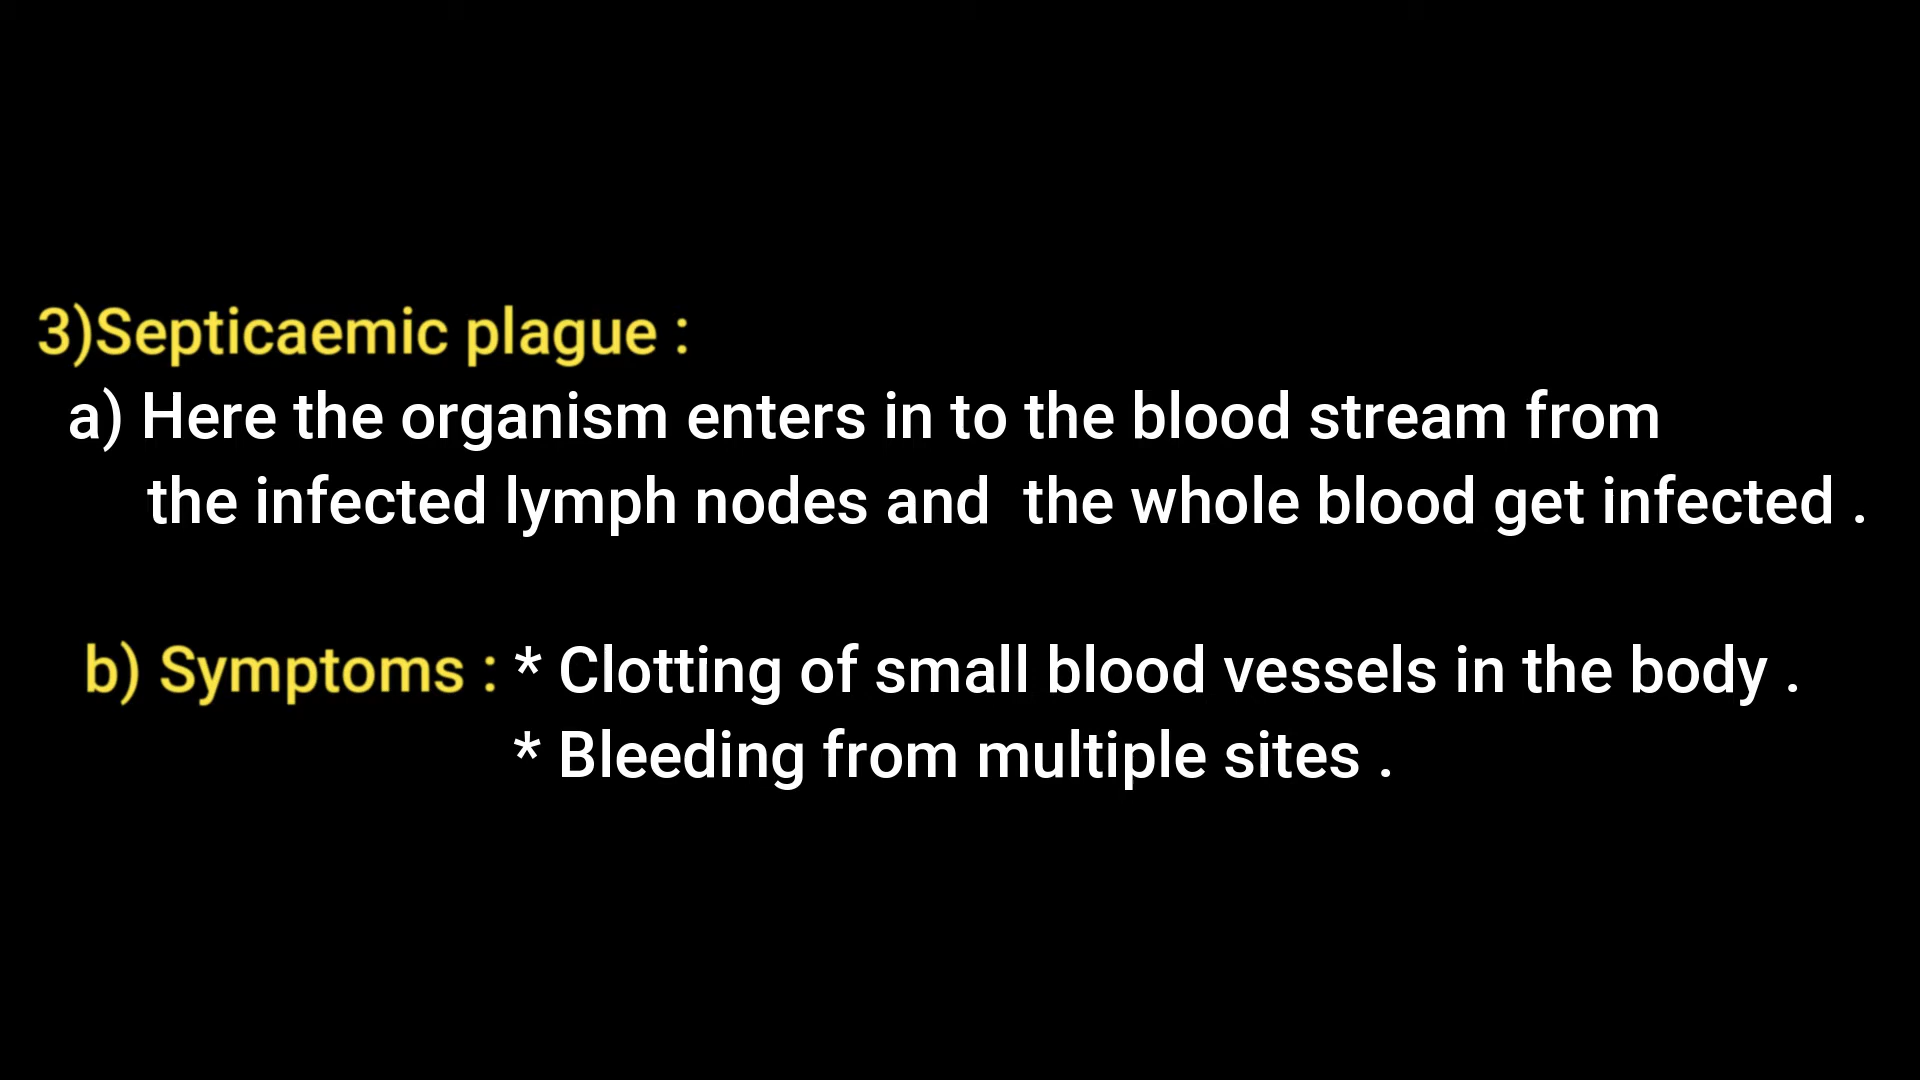 3)Septicaemic plague :
a) Here the organism enters in to the blood stream from
the infected lymph nodes and  the whole blood get infected .
b) Symptoms : * Clotting of small blood vessels in the body .
* Bleeding from multiple sites .